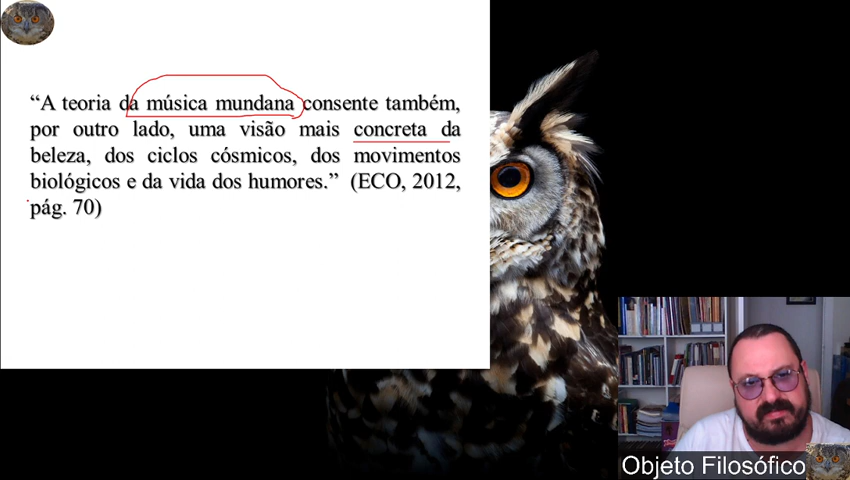 “A teoria da música mundana consente também,
por outro lado, uma visão mais concreta da
beleza, dos ciclos cósmicos, dos movimentos
biológicos e da vida dos humores.” (ECO, 2012,
pág. 70)
Objeto Filosófico